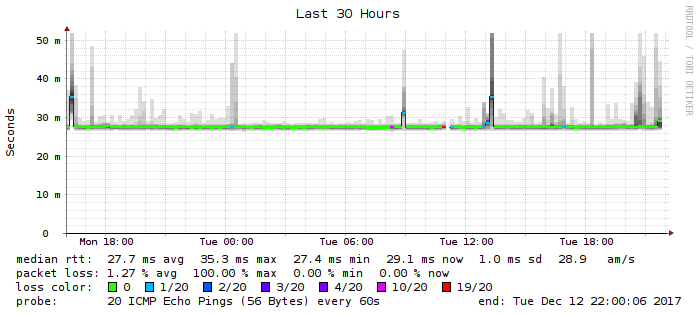 Last 30 Hours
RRDTOOL / TOBI OETIKER
Seconds
50 m
40 m
30 m
20 m
10 m
0
Mon 18:00 Tue 00:00 Tue 06:00 Tue 12:00 Tue 18:00
median rtt: 27.7 ms avg 35.3 ms max 27.4 ms min 29.1 ms now 1.0 ms sd 28.9 am/s
packet loss: 1.27 % avg 100.00 % max 0.00 % min 0.00 % now
loss color: 0 1/20 2/20 3/20 4/20 10/20 19/20
probe: 20 ICMP Echo Pings (56 Bytes) every 60s end: Tue Dec 12 22:00:06 2017